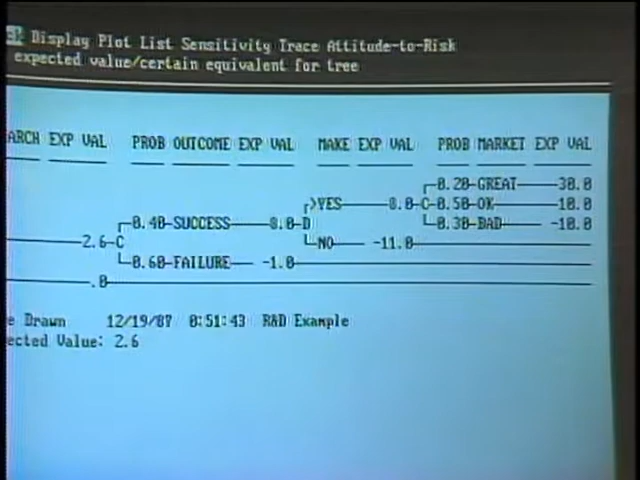 Display Plot List Sensitivity Trace Attitude-to-Risk
expected value/certain equivalent for tree
ARCH EXP VAL PROB OUTCOME EXP VAL MAKE EXP VAL PROB MARKET EXP VAL
0.20 GREAT 30.0
>YES 8.0 C 0.50 OK 10.0
0.40 SUCCESS 8.0 D 0.30 BAD -10.0
2.6 C NO -11.0
0.60 FAILURE -1.0
.0
e Drawn 12/19/87 0:51:43 R&D Example
ected Value: 2.6